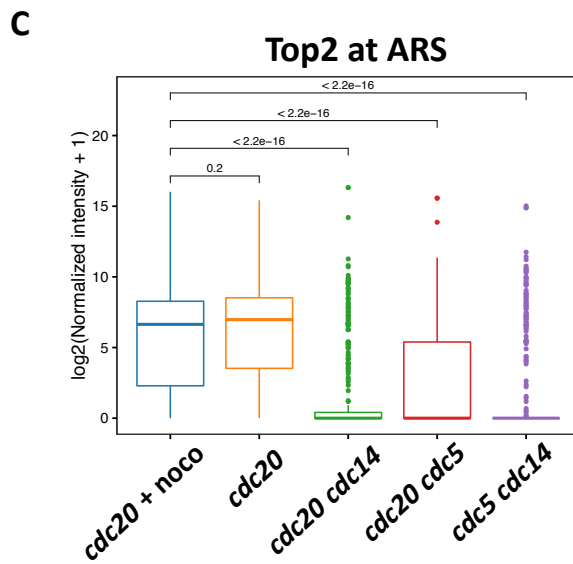 C
Top2 at ARS
< 2.2e−16
< 2.2e−16
< 2.2e−16
0.2
log2(Normalized intensity + 1)
20
15
10
5
0
cdc20 + noco
cdc20
cdc20 cdc14
cdc20 cdc5
cdc5 cdc14